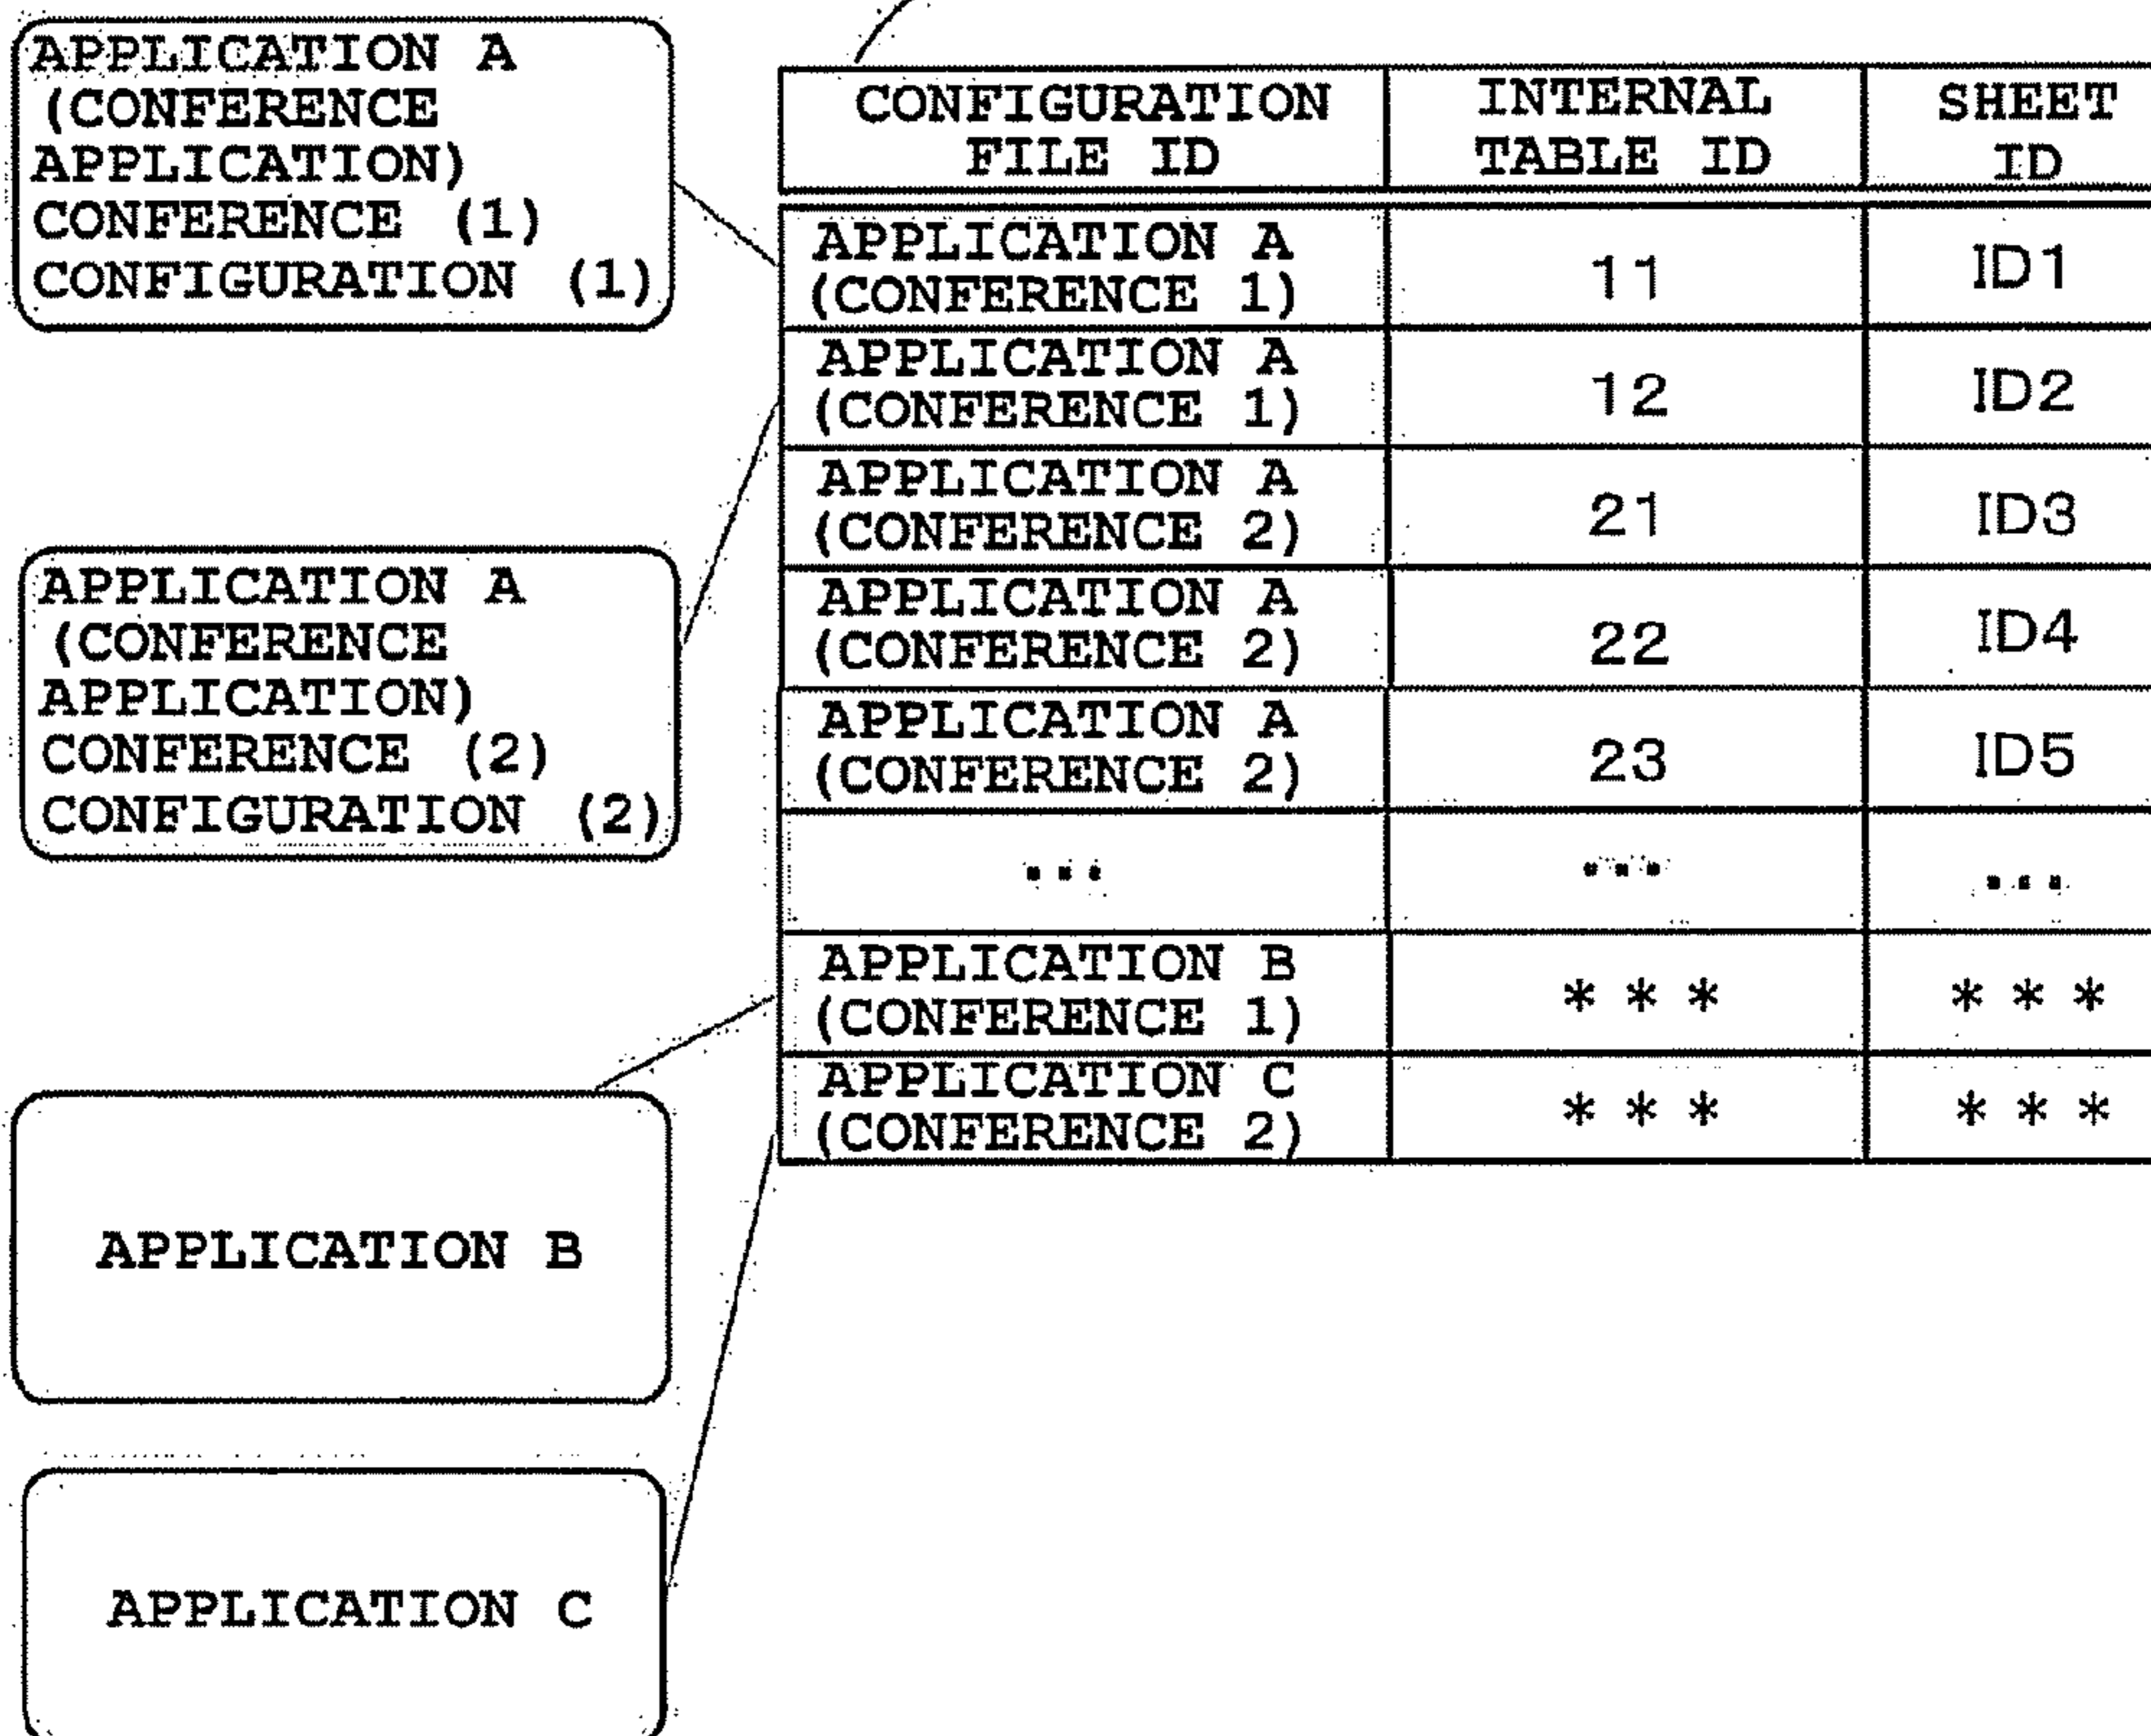 APPLICATION A
(CONFERENCE
APPLICATION)
CONFERENCE (1)
CONFIGURATION (1)
APPLICATION A
(CONFERENCE
APPLICATION)
CONFERENCE (2)
CONFIGURATION (2)
APPLICATION B
APPLICATION C
CONFIGURATION
FILE ID
INTERNAL
TABLE ID
SHEET
ID
APPLICATION A
(CONFERENCE 1)
11
ID1
APPLICATION A
(CONFERENCE 1)
12
ID2
APPLICATION A
(CONFERENCE 2)
21
ID3
APPLICATION A
(CONFERENCE 2)
22
ID4
APPLICATION A
(CONFERENCE 2)
23
ID5
...
...
...
APPLICATION B
(CONFERENCE 1)
* * *
* * *
APPLICATION C
(CONFERENCE 2)
* * *
* * *